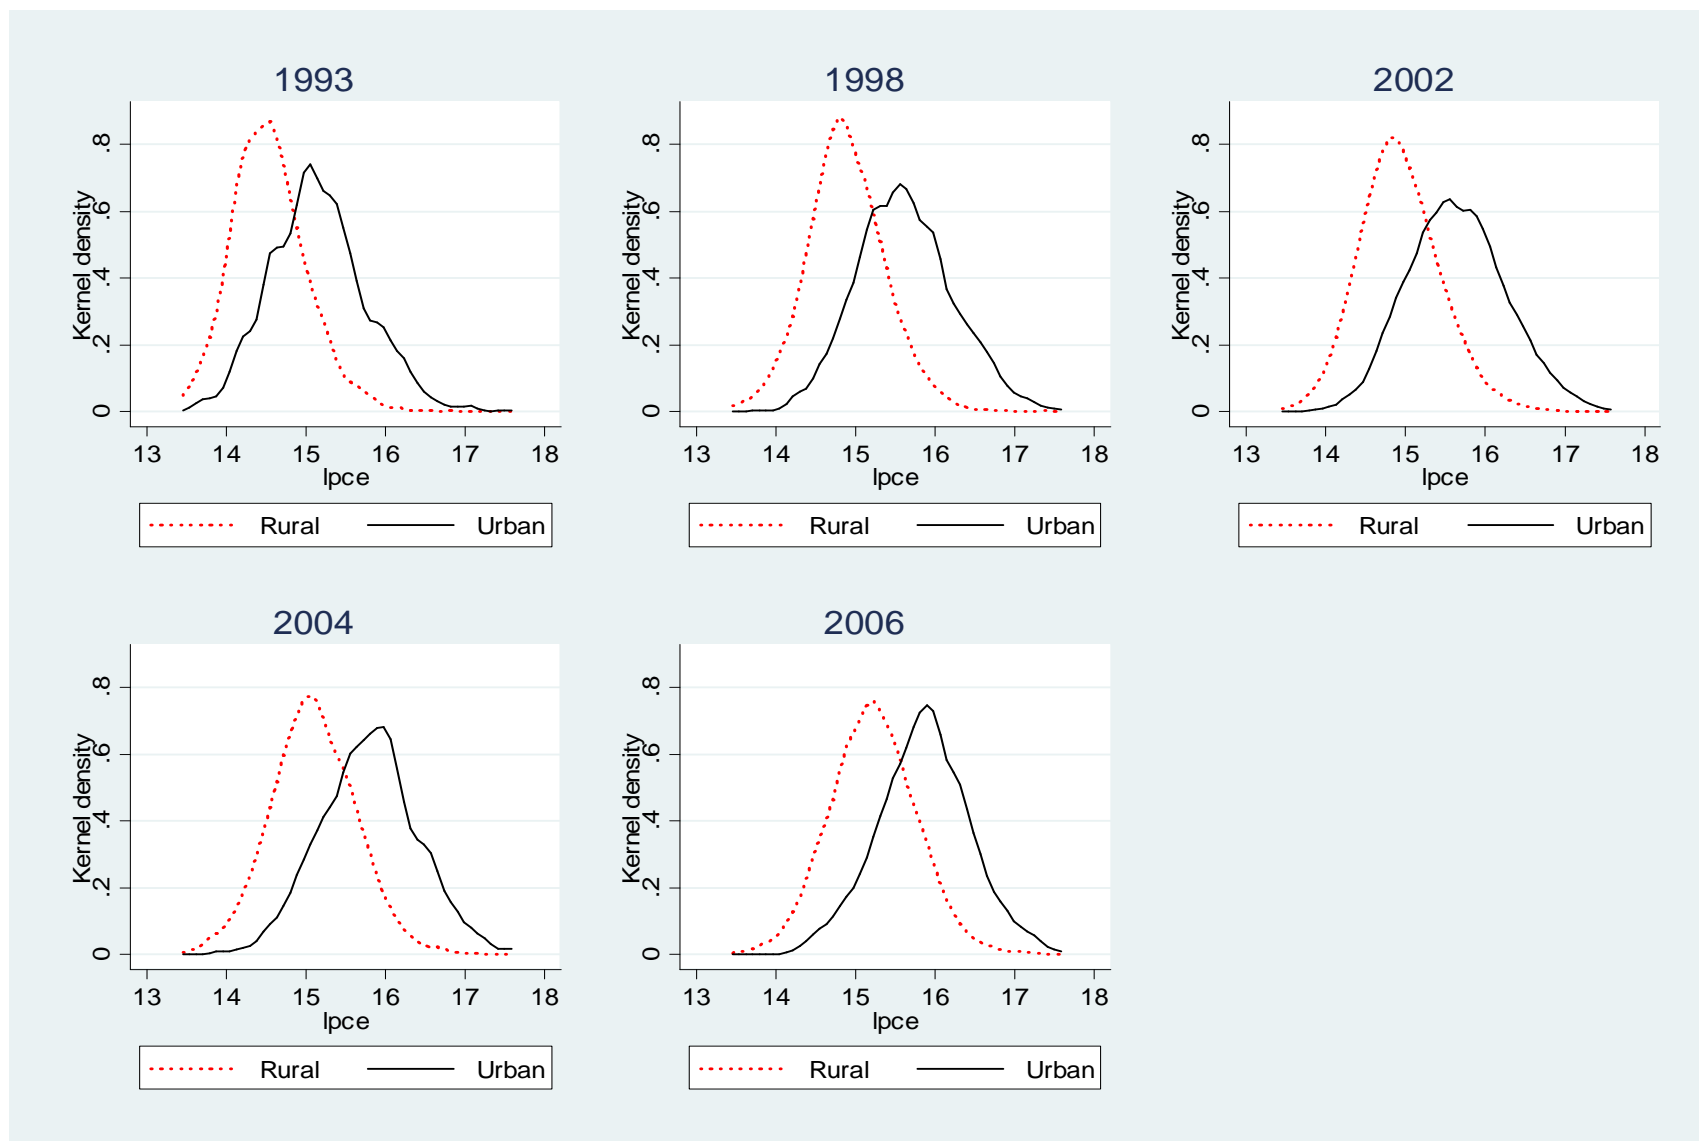 1993
Kernel density
0 .2 .4 .6 .8
13 14 15 16 17 18
lpce
Rural Urban
1998
Kernel density
0 .2 .4 .6 .8
13 14 15 16 17 18
lpce
Rural Urban
2002
Kernel density
0 .2 .4 .6 .8
13 14 15 16 17 18
lpce
Rural Urban
2004
Kernel density
0 .2 .4 .6 .8
13 14 15 16 17 18
lpce
Rural Urban
2006
Kernel density
0 .2 .4 .6 .8
13 14 15 16 17 18
lpce
Rural Urban